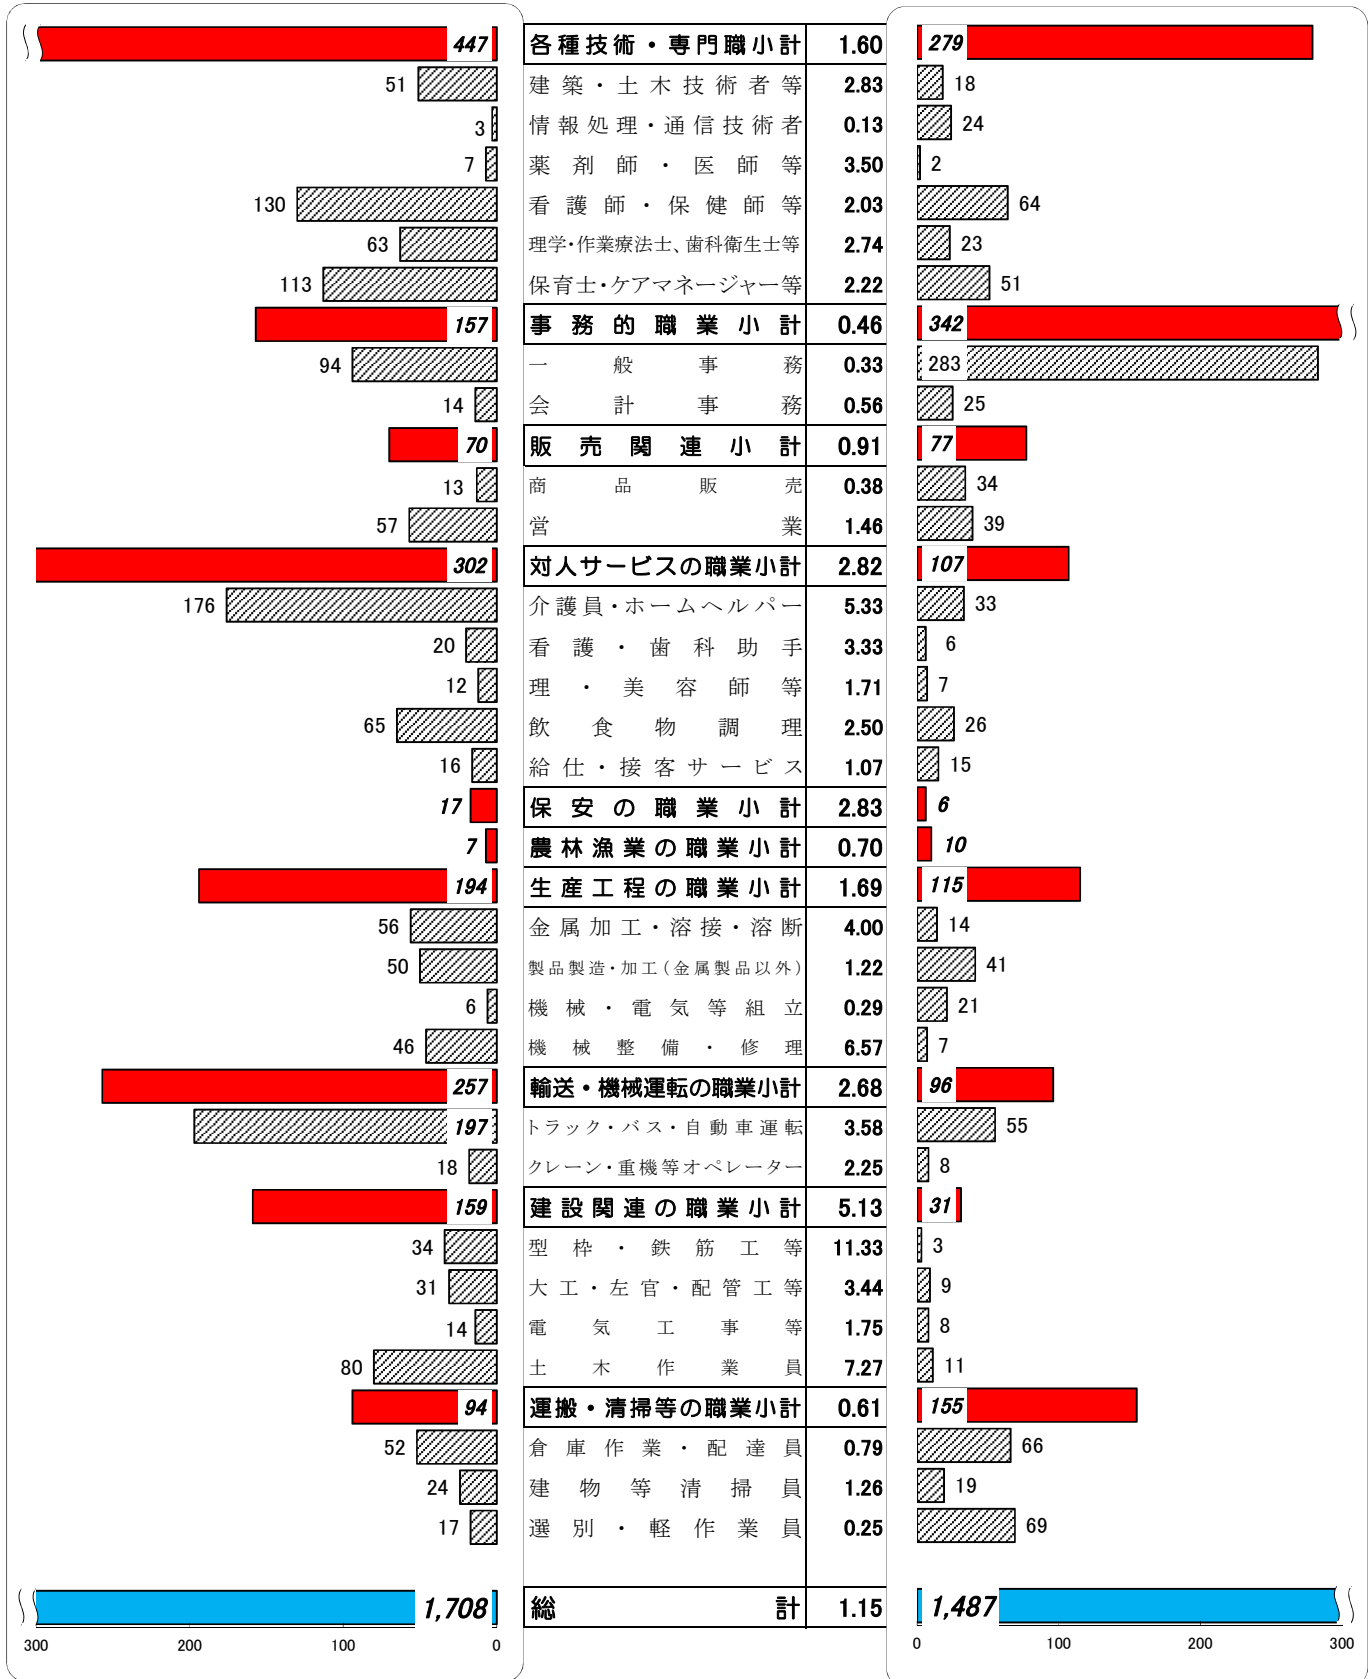 447 各種技術・専門職小計 1.60 279
51 建築・土木技術者等 2.83 18
3 情報処理・通信技術者 0.13 24
7 薬剤師・医師等 3.50 2
130 看護師・保健師等 2.03 64
63 理学・作業療法士、歯科衛生士等 2.74 23
113 保育士・ケアマネージャー等 2.22 51
157 事務的職業小計 0.46 342
94 一般事務 0.33 283
14 会計事務 0.56 25
70 販売関連小計 0.91 77
13 商品販売 0.38 34
57 営業 1.46 39
302 対人サービスの職業小計 2.82 107
176 介護員・ホームヘルパー 5.33 33
20 看護・歯科助手 3.33 6
12 理・美容師等 1.71 7
65 飲食物調理 2.50 26
16 給仕・接客サービス 1.07 15
17 保安の職業小計 2.83 6
7 農林漁業の職業小計 0.70 10
194 生産工程の職業小計 1.69 115
56 金属加工・溶接・溶断 4.00 14
50 製品製造・加工(金属製品以外) 1.22 41
6 機械・電気等組立 0.29 21
46 機械整備・修理 6.57 7
257 輸送・機械運転の職業小計 2.68 96
197 トラック・バス・自動車運転 3.58 55
18 クレーン・重機等オペレーター 2.25 8
159 建設関連の職業小計 5.13 31
34 型枠・鉄筋工等 11.33 3
31 大工・左官・配管工等 3.44 9
14 電気工事等 1.75 8
80 土木作業員 7.27 11
94 運搬・清掃等の職業小計 0.61 155
52 倉庫作業・配達員 0.79 66
24 建物等清掃員 1.26 19
17 選別・軽作業員 0.25 69
1,708 総計 1.15 1,487
300 200 100 0 0 100 200 300